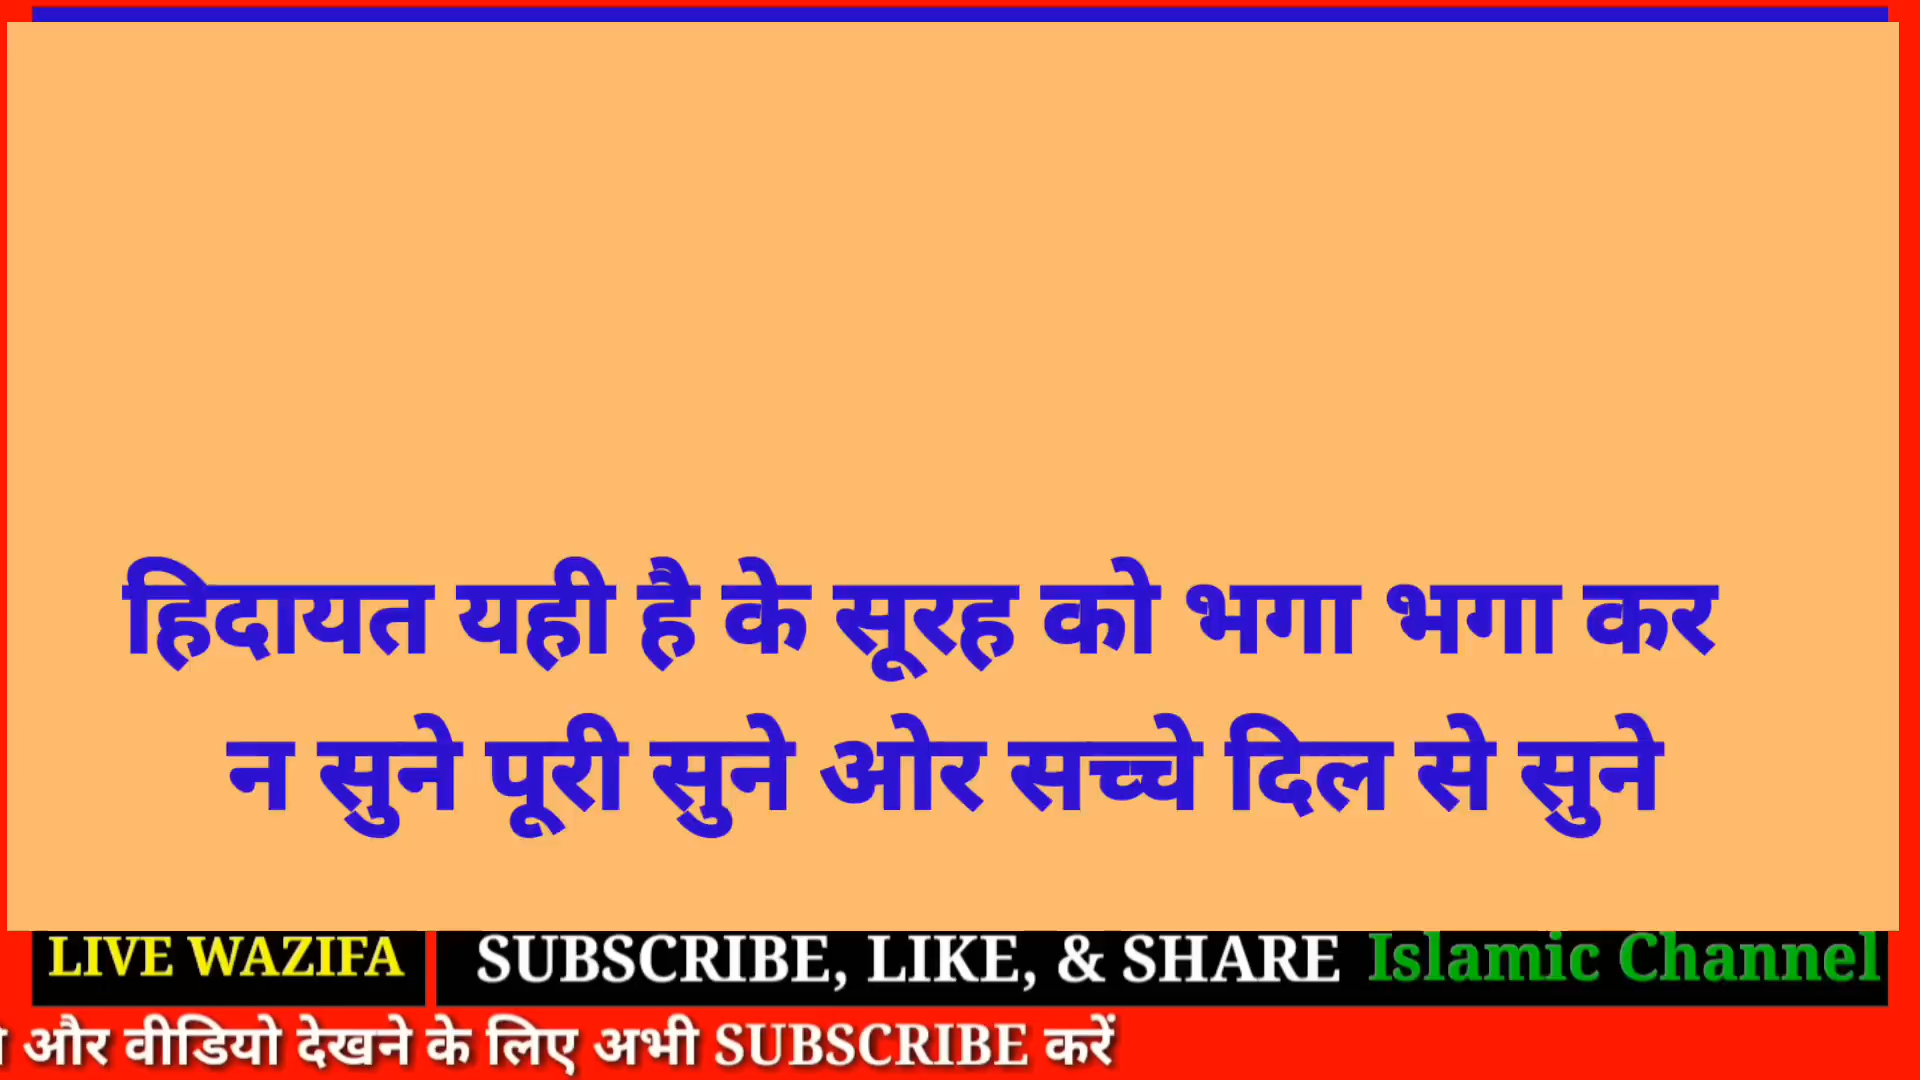 हिदायत यही है के सूरह को भगा भगा कर
न सुने पूरी सुने ओर सच्चे दिल से सुने
LIVE WAZIFA SUBSCRIBE, LIKE, & SHARE Islamic Channel
और वीडियो देखने के लिए अभी SUBSCRIBE करें